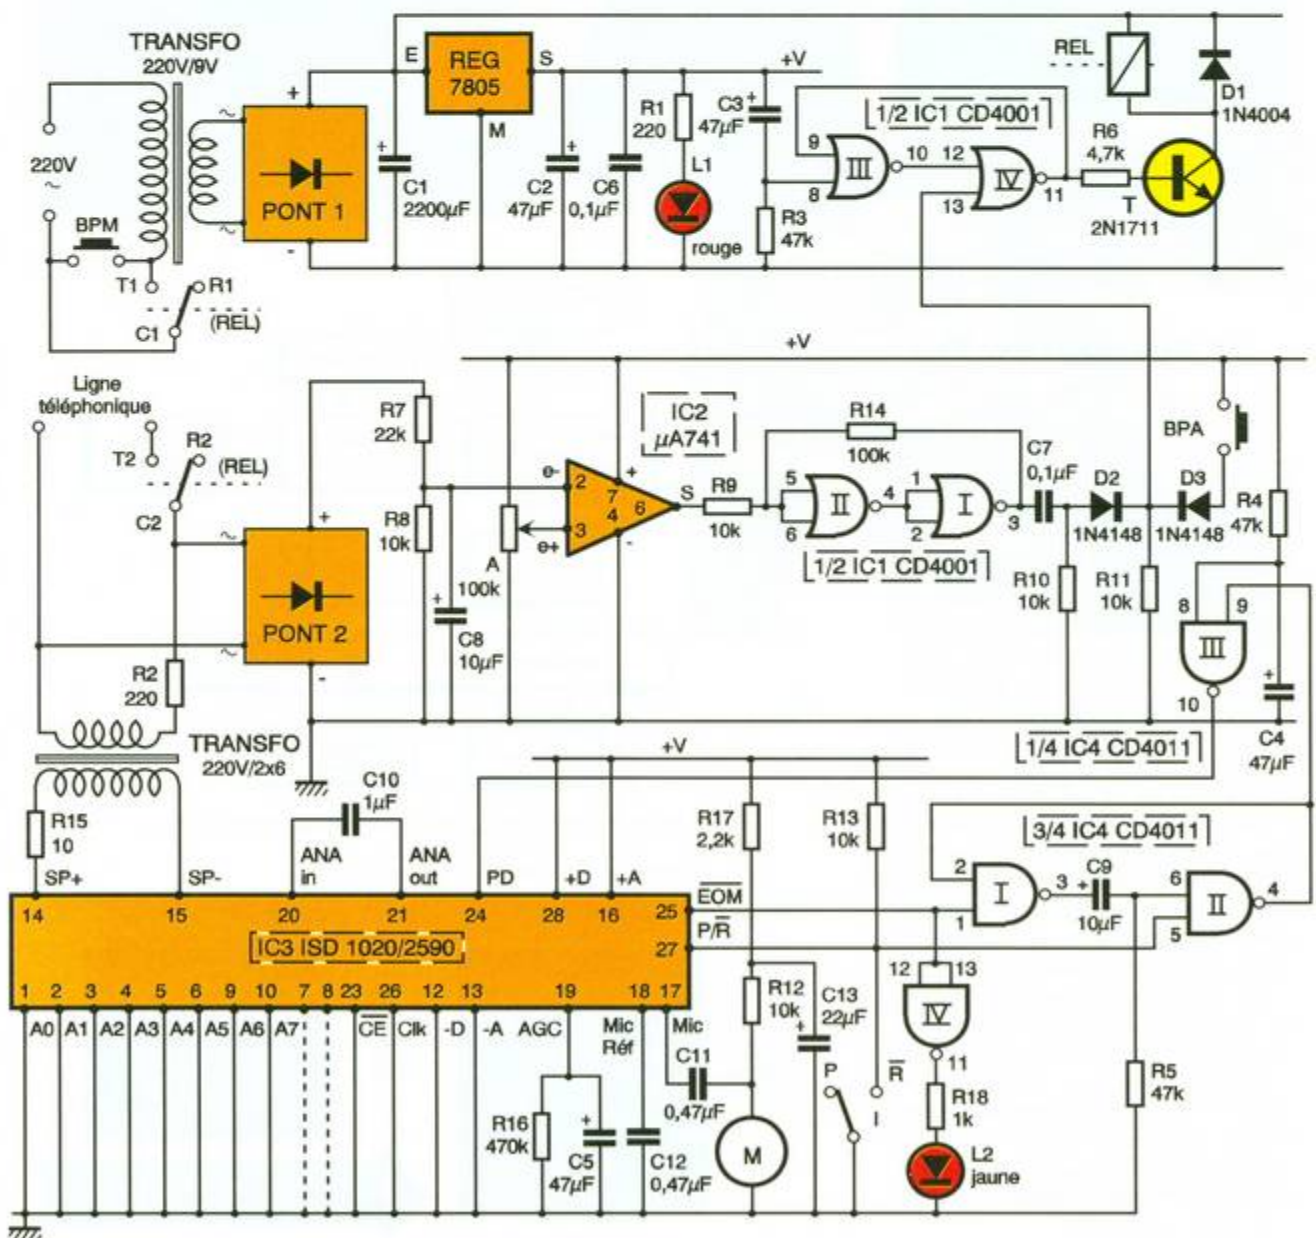 TRANSFO
220V/9V
220V
~
BPM
T1
R1
C1
(REL)
+
~
PONT 1
~
-
E
REG
7805
S
M
+
C1
2200µF
+
C2
47µF
C6
0,1µF
R1
220
L1
rouge
+V
C3
+
47µF
R3
47k
1/2 IC1 CD4001
9
8
III
10
12
13
IV
11
R6
4,7k
T
2N1711
REL
D1
1N4004
Ligne
téléphonique
T2
R2
(REL)
C2
+
~
PONT 2
~
-
R2
220
TRANSFO
220V/2x6
R15
10
R7
22k
R8
10k
+
C8
10µF
A
100k
+V
IC2
µA741
e-
2
e+
3
7
4
6
+
-
S
R9
10k
R14
100k
5
6
II
4
1
2
I
3
1/2 IC1 CD4001
C7
0,1µF
D2
1N4148
D3
1N4148
BPA
R10
10k
R11
10k
R4
47k
8
9
III
10
+
C4
47µF
1/4 IC4 CD4011
C10
1µF
ANA
in
ANA
out
SP+
SP-
PD
+D
+A
14
15
20
21
24
28
16
25
27
EOM
P/R
IC3 ISD 1020/2590
1
2
3
4
5
6
9
10
7
8
23
26
12
13
19
18
17
A0
A1
A2
A3
A4
A5
A6
A7
CE
Clk
-D
-A
AGC
Mic
Réf
Mic
R16
470k
+
C5
47µF
C12
0,47µF
C11
0,47µF
+V
R17
2,2k
R13
10k
R12
10k
M
C13
22µF
+
P
R
I
3/4 IC4 CD4011
2
1
I
3
C9
+
10µF
6
5
II
4
12
13
IV
11
R18
1k
L2
jaune
R5
47k